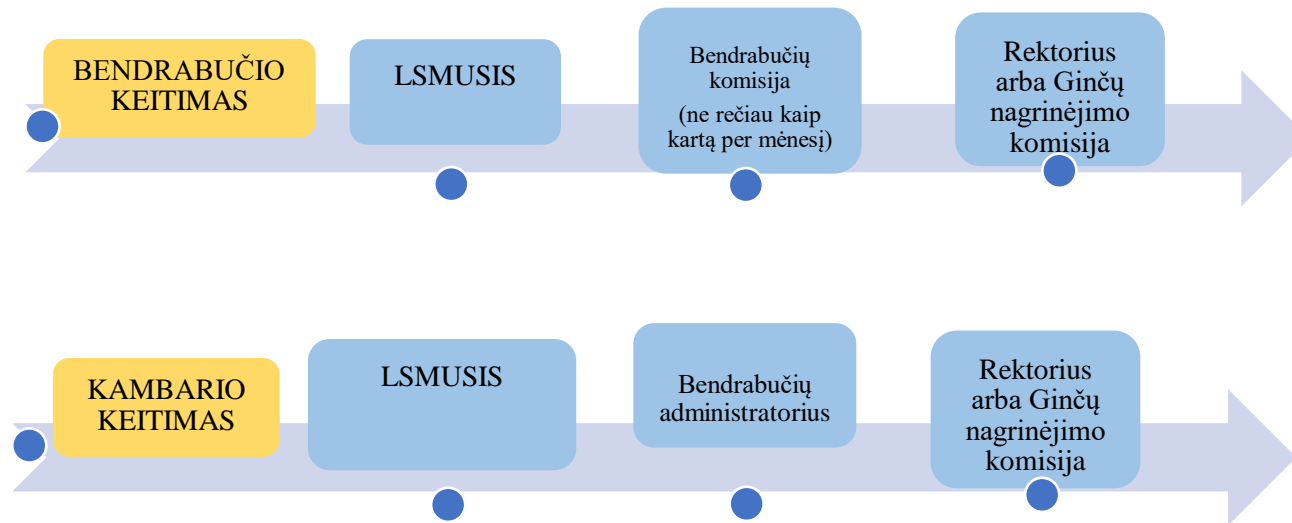 BENDRABUČIO
KEITIMAS
LSMUSIS
Bendrabučių
komisija
(ne rečiau kaip
kartą per mėnesį)
Rektorius
arba Ginčų
nagrinėjimo
komisija
KAMBARIO
KEITIMAS
LSMUSIS
Bendrabučių
administratorius
Rektorius
arba Ginčų
nagrinėjimo
komisija